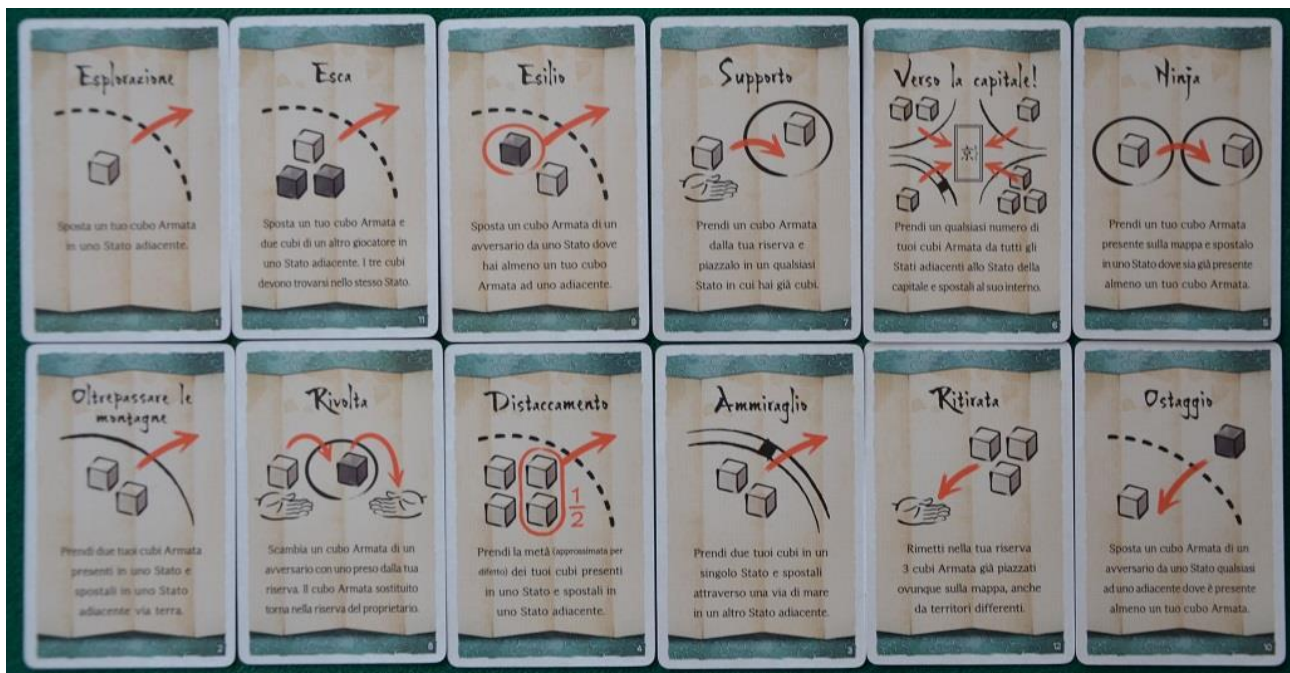 Esplorazione
Sposta un tuo cubo Armata
in uno Stato adiacente.
1
Esca
Sposta un tuo cubo Armata e
due cubi di un altro giocatore in
uno Stato adiacente. I tre cubi
devono trovarsi nello stesso Stato.
11
Esilio
Sposta un cubo Armata di un
avversario da uno Stato dove
hai almeno un tuo cubo
Armata ad uno adiacente.
Supporto
Prendi un cubo Armata
dalla tua riserva e
piazzalo in un qualsiasi
Stato in cui hai già cubi.
7
Verso la capitale!
京
Prendi un qualsiasi numero di
tuoi cubi Armata da tutti gli
Stati adiacenti allo Stato della
capitale e spostali al suo interno.
6
Ninja
Prendi un tuo cubo Armata
presente sulla mappa e spostalo
in uno Stato dove sia già presente
almeno un tuo cubo Armata.
5
Oltrepassare le
montagne
Prendi due tuoi cubi Armata
presenti in uno Stato e
spostali in uno Stato
adiacente via terra.
2
Rivolta
Scambia un cubo Armata di un
avversario con uno preso dalla tua
riserva. Il cubo Armata sostituito
torna nella riserva del proprietario.
8
Distaccamento
1/2
Prendi la metà (approssimata per
difetto) dei tuoi cubi presenti
in uno Stato e spostali in
uno Stato adiacente.
4
Ammiraglio
Prendi due tuoi cubi in un
singolo Stato e spostali
attraverso una via di mare
in un altro Stato adiacente.
3
Ritirata
Rimetti nella tua riserva
3 cubi Armata già piazzati
ovunque sulla mappa, anche
da territori differenti.
12
Ostaggio
Sposta un cubo Armata di un
avversario da uno Stato qualsiasi
ad uno adiacente dove è presente
almeno un tuo cubo Armata.
10